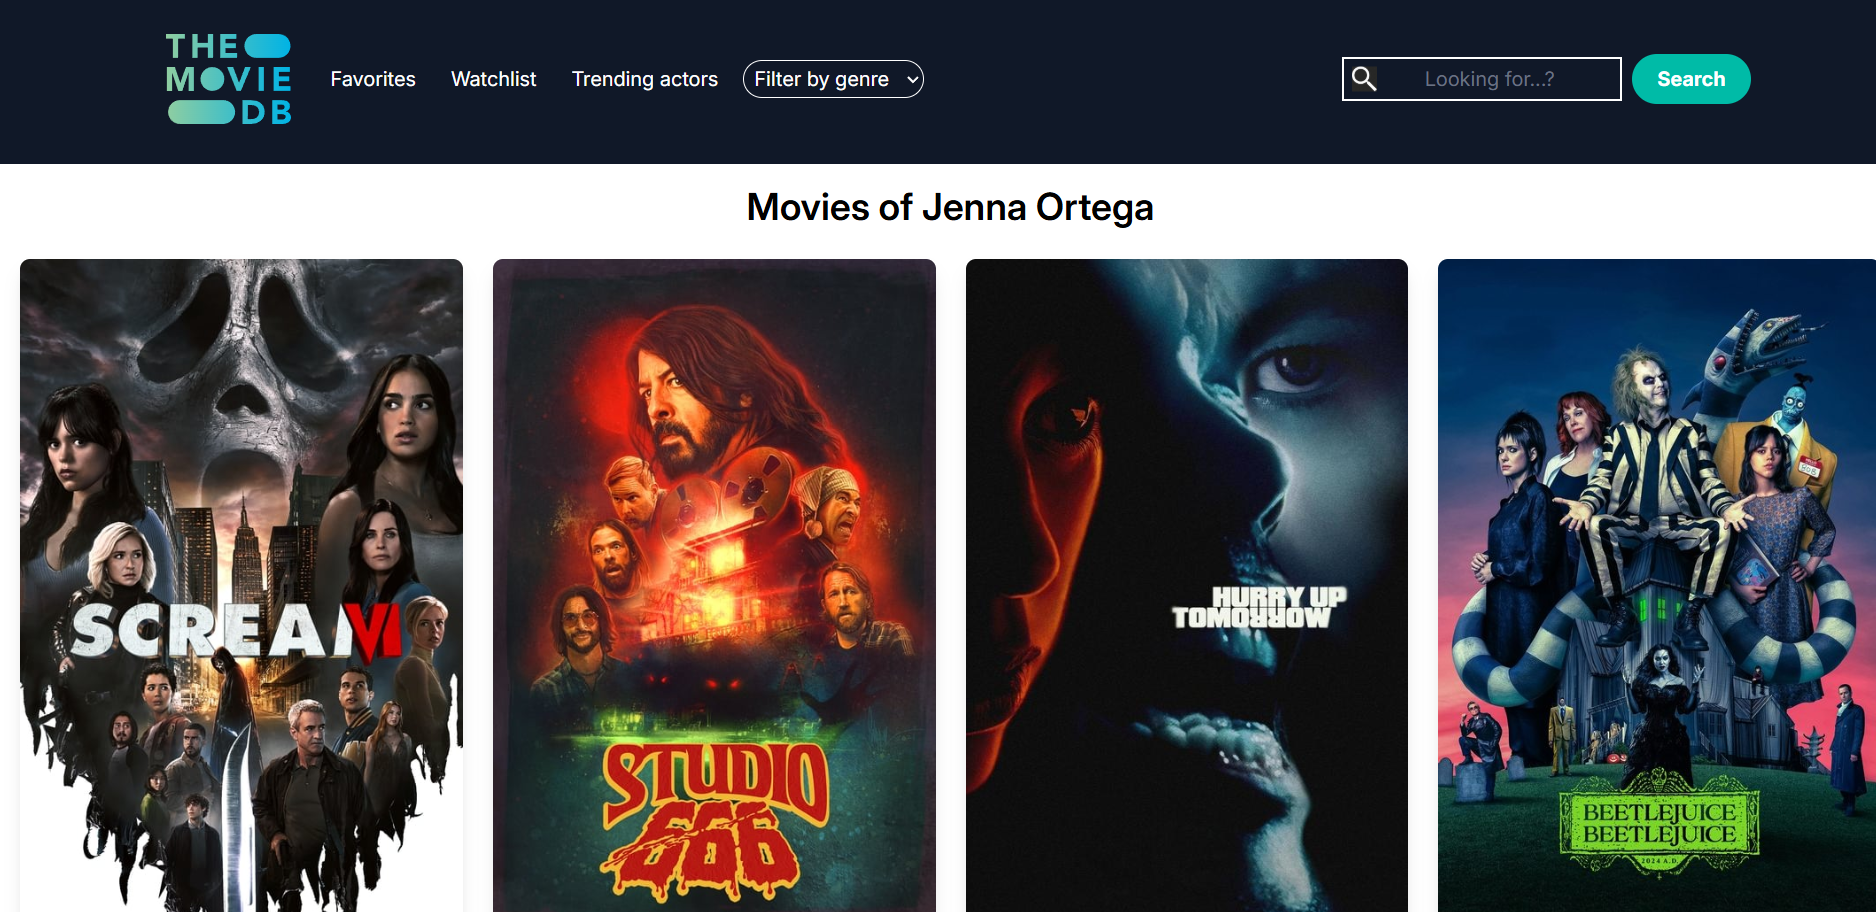 THE
MOVIE
DB
Favorites
Watchlist
Trending actors
Filter by genre
Looking for...?
Search
Movies of Jenna Ortega
SCREAM VI
STUDIO
666
HURRY UP
TOMORROW
BEETLEJUICE
BEETLEJUICE
2024 A.D.